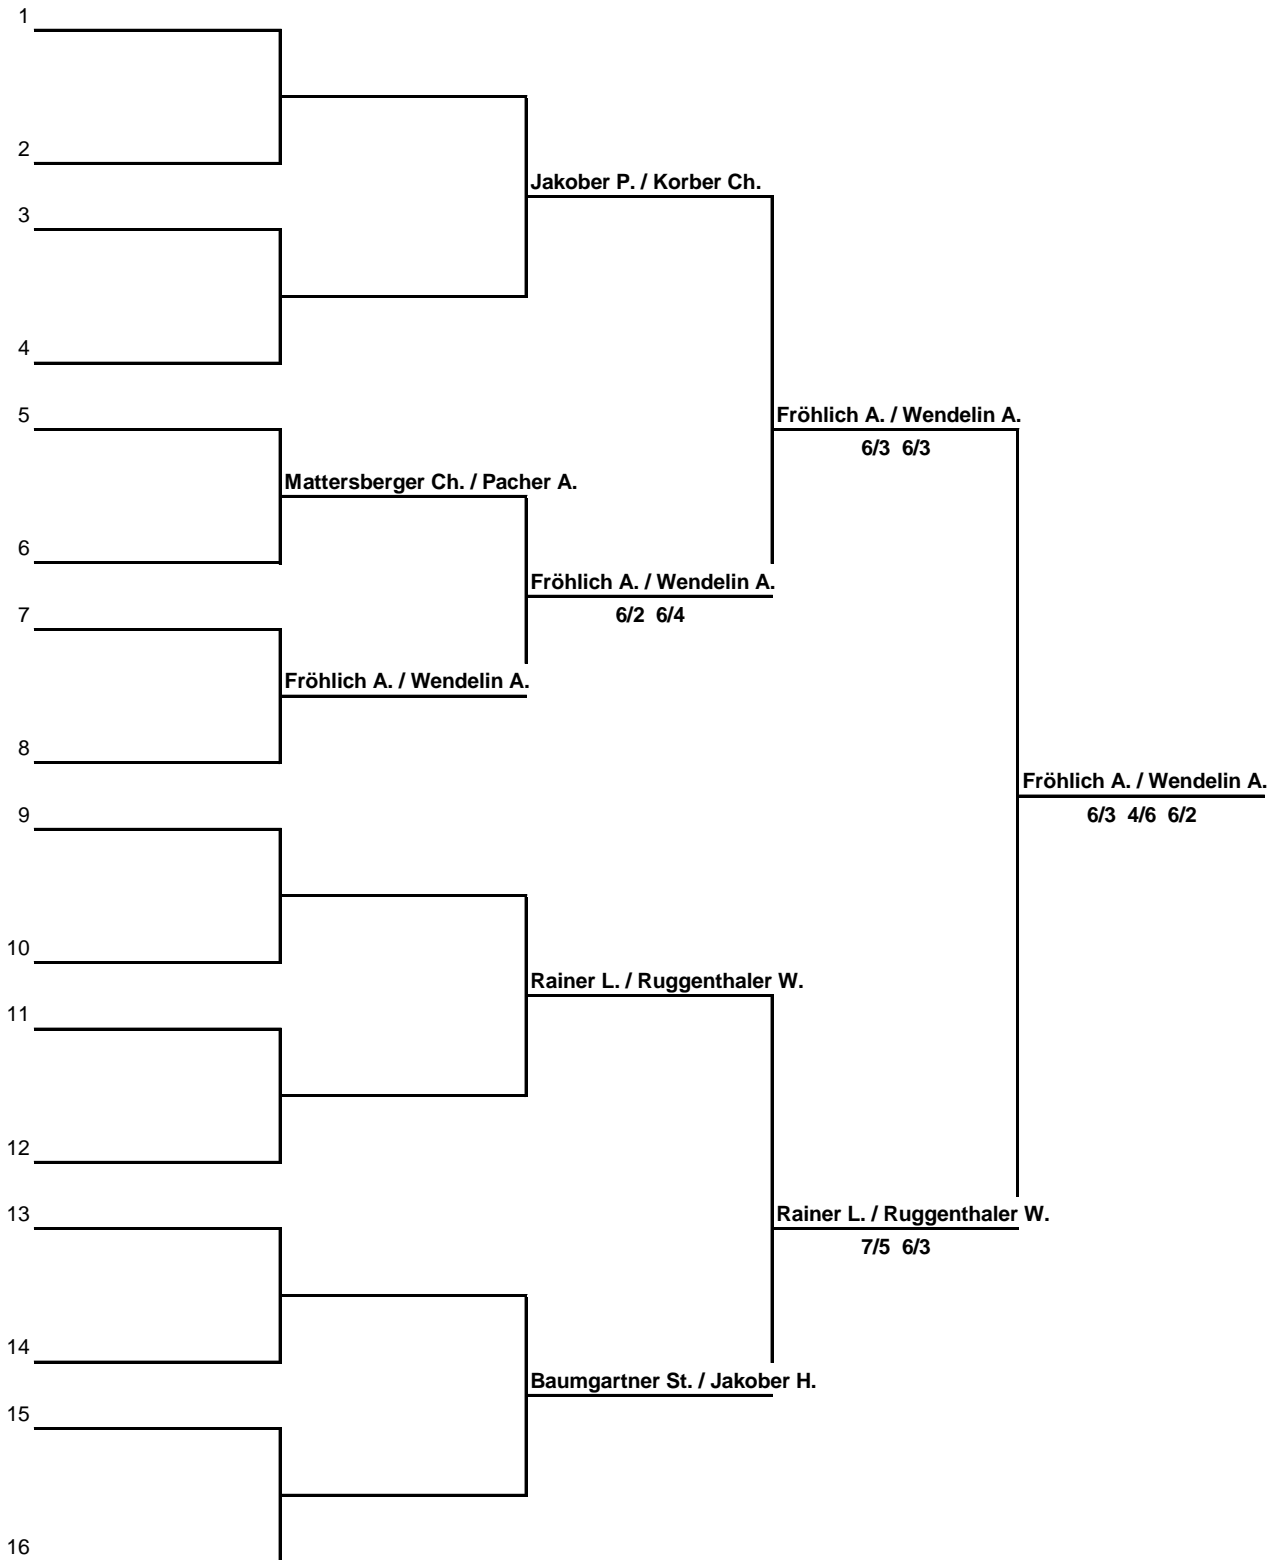 1
2
Jakober P. / Korber Ch.
3
4
5
Fröhlich A. / Wendelin A.
6/3 6/3
Mattersberger Ch. / Pacher A.
6
Fröhlich A. / Wendelin A.
6/2 6/4
7
Fröhlich A. / Wendelin A.
8
Fröhlich A. / Wendelin A.
6/3 4/6 6/2
9
10
Rainer L. / Ruggenthaler W.
11
12
13
Rainer L. / Ruggenthaler W.
7/5 6/3
14
Baumgartner St. / Jakober H.
15
16